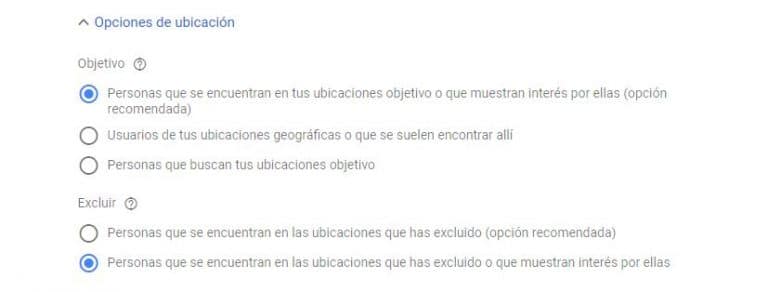 Opciones de ubicación
Objetivo ?
Personas que se encuentran en tus ubicaciones objetivo o que muestran interés por ellas (opción
recomendada)
Usuarios de tus ubicaciones geográficas o que se suelen encontrar allí
Personas que buscan tus ubicaciones objetivo
Excluir ?
Personas que se encuentran en las ubicaciones que has excluido (opción recomendada)
Personas que se encuentran en las ubicaciones que has excluido o que muestran interés por ellas